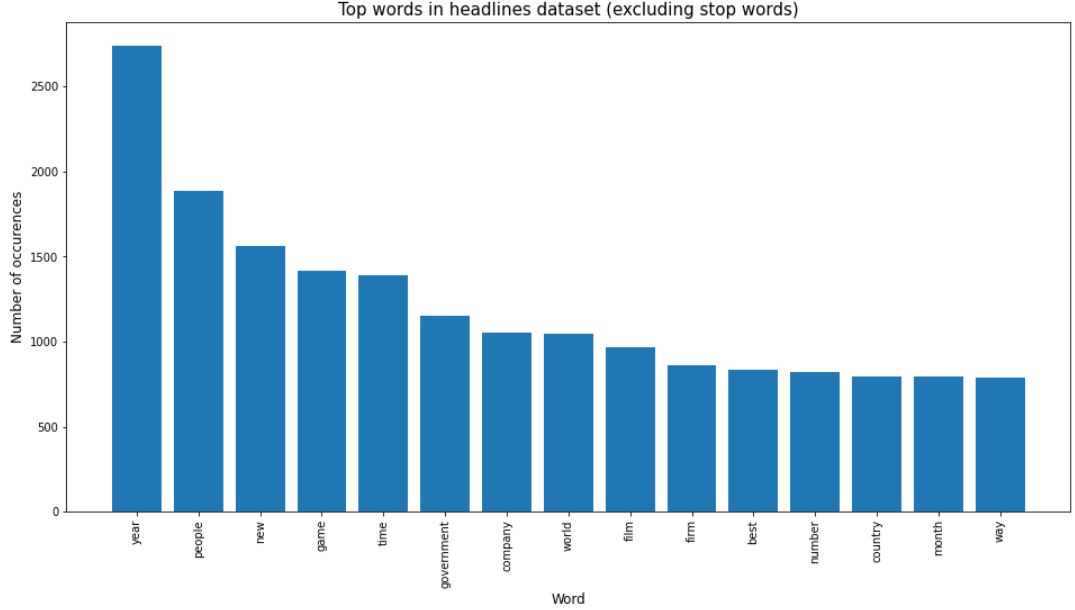 Top words in headlines dataset (excluding stop words)
Number of occurences
2500
2000
1500
1000
500
0
year
people
new
game
time
government
company
world
film
firm
best
number
country
month
way
Word